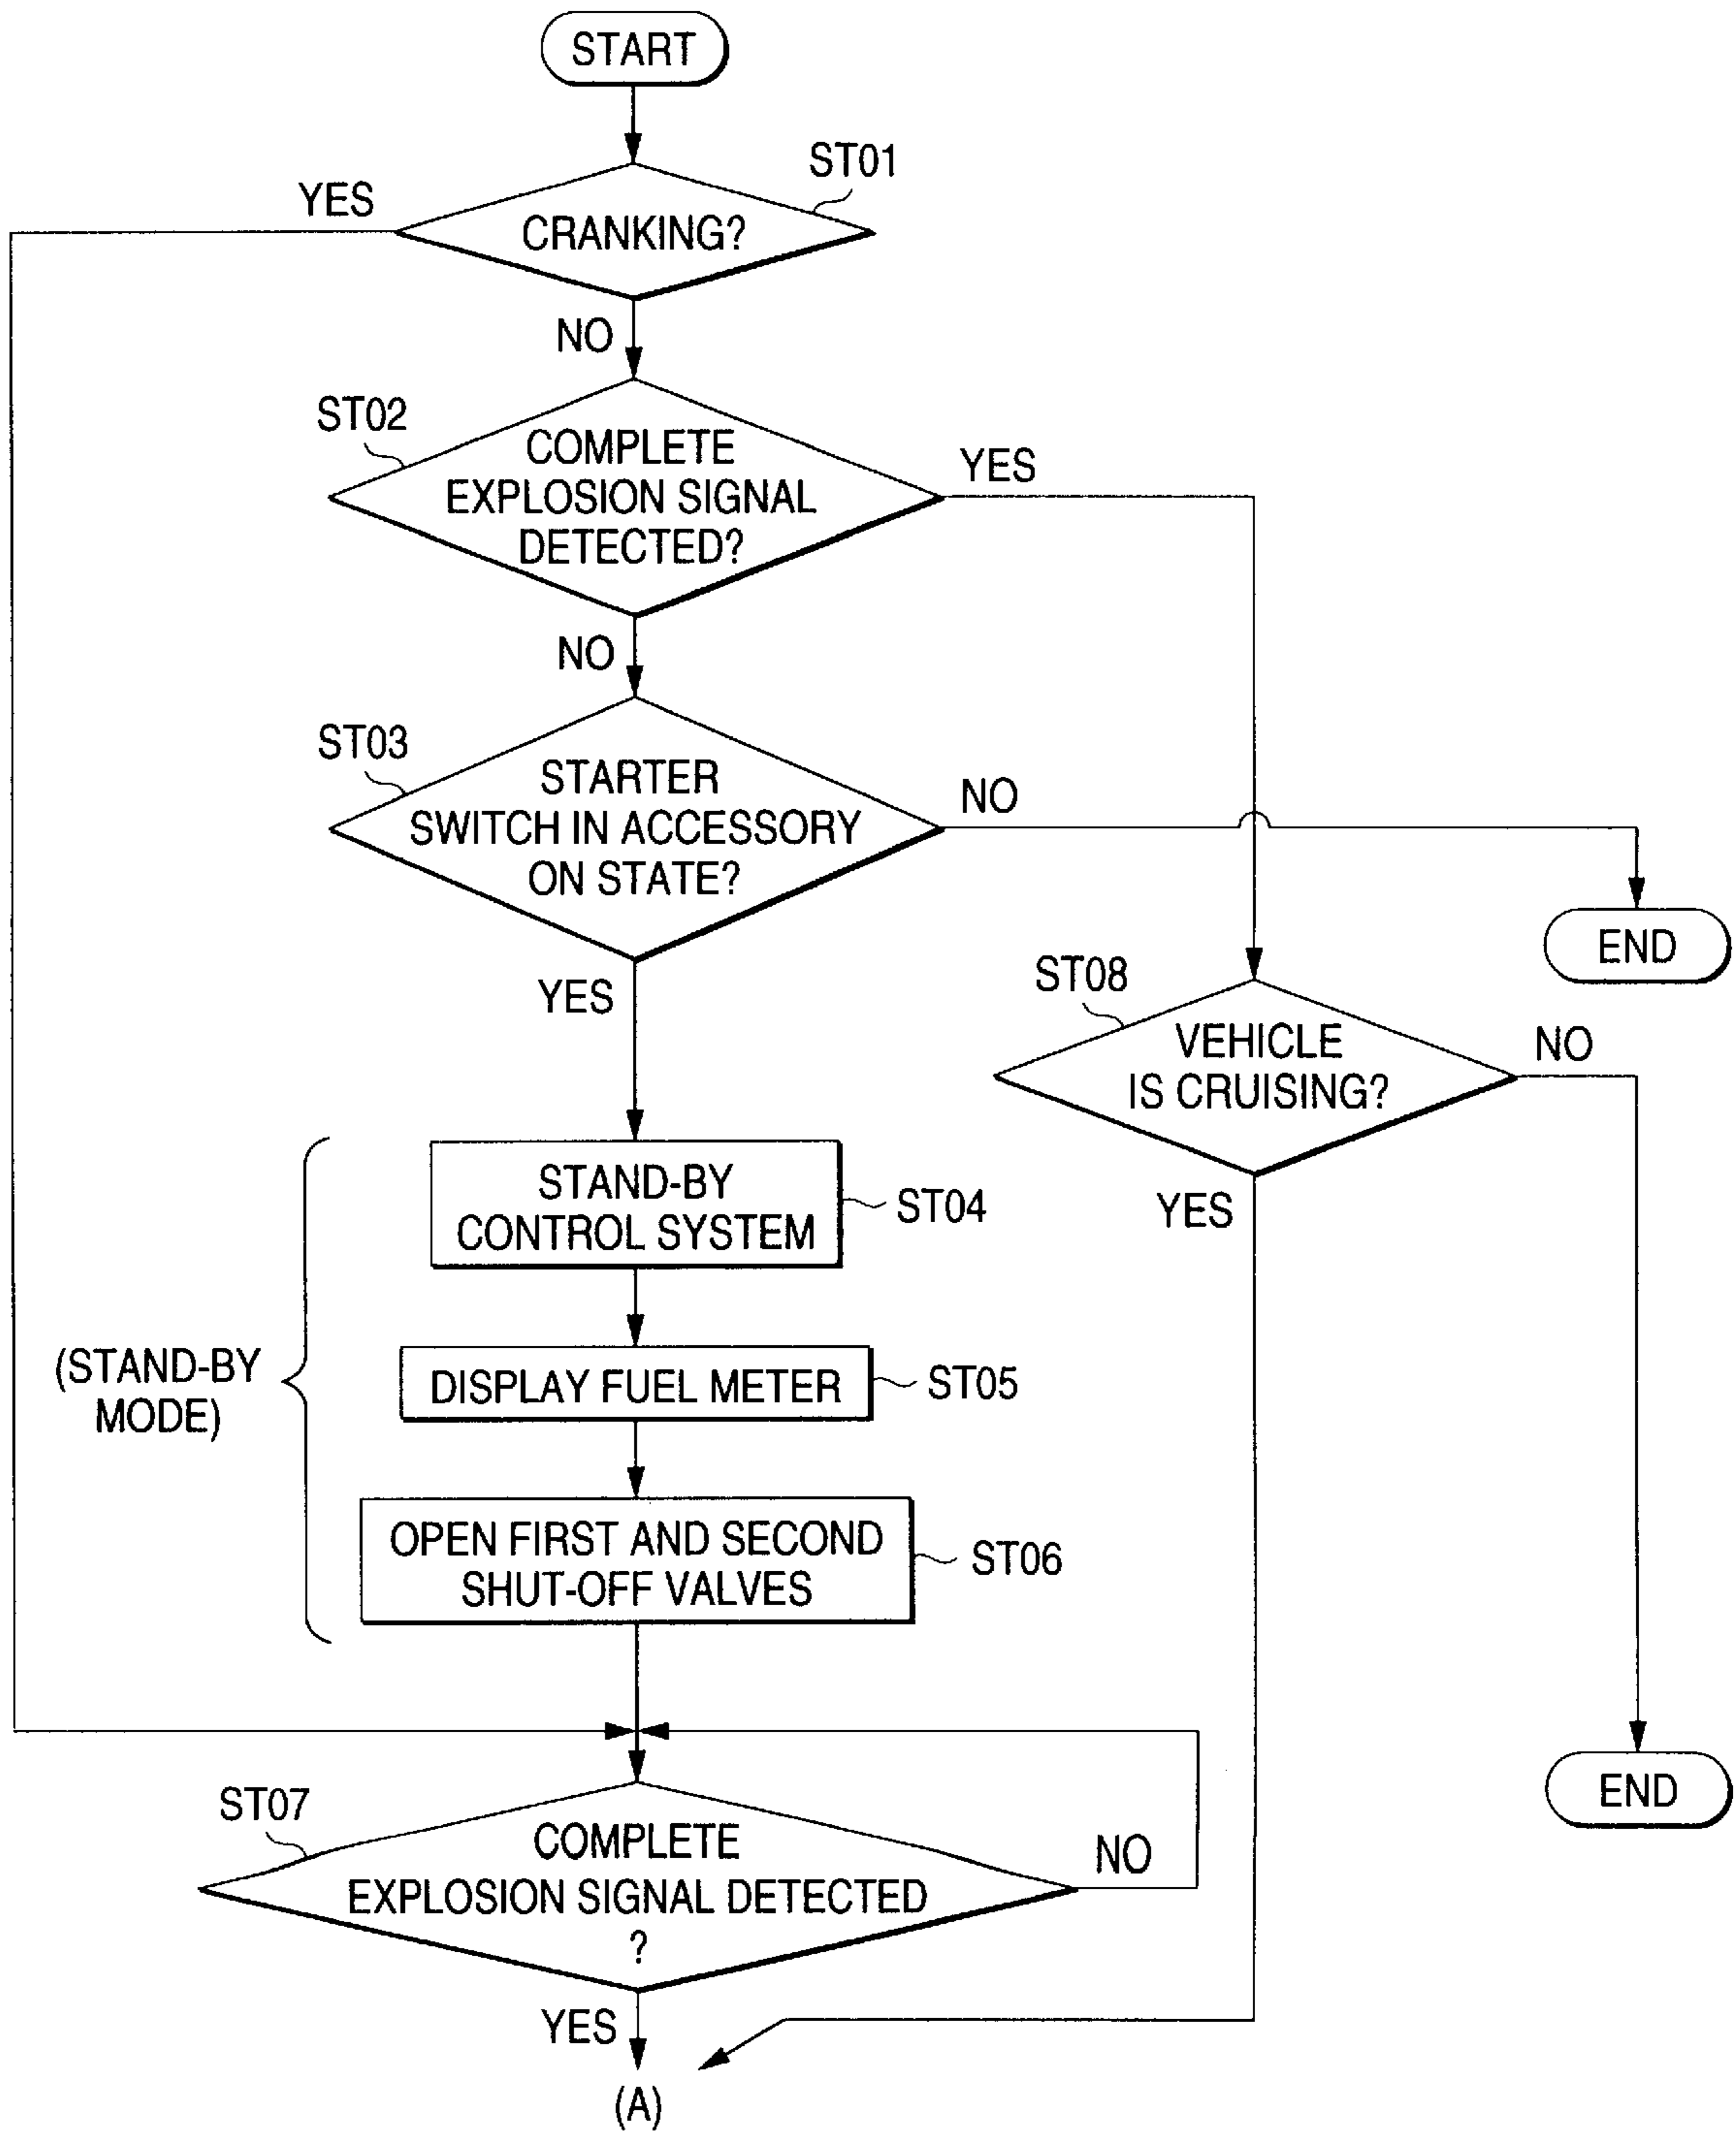 START
ST01
YES
CRANKING?
NO
ST02
COMPLETE
EXPLOSION SIGNAL
DETECTED?
YES
NO
ST03
STARTER
SWITCH IN ACCESSORY
ON STATE?
NO
END
YES
ST08
VEHICLE
IS CRUISING?
NO
YES
STAND-BY
CONTROL SYSTEM
ST04
(STAND-BY
MODE)
DISPLAY FUEL METER
ST05
OPEN FIRST AND SECOND
SHUT-OFF VALVES
ST06
END
ST07
COMPLETE
EXPLOSION SIGNAL DETECTED
?
NO
YES
(A)